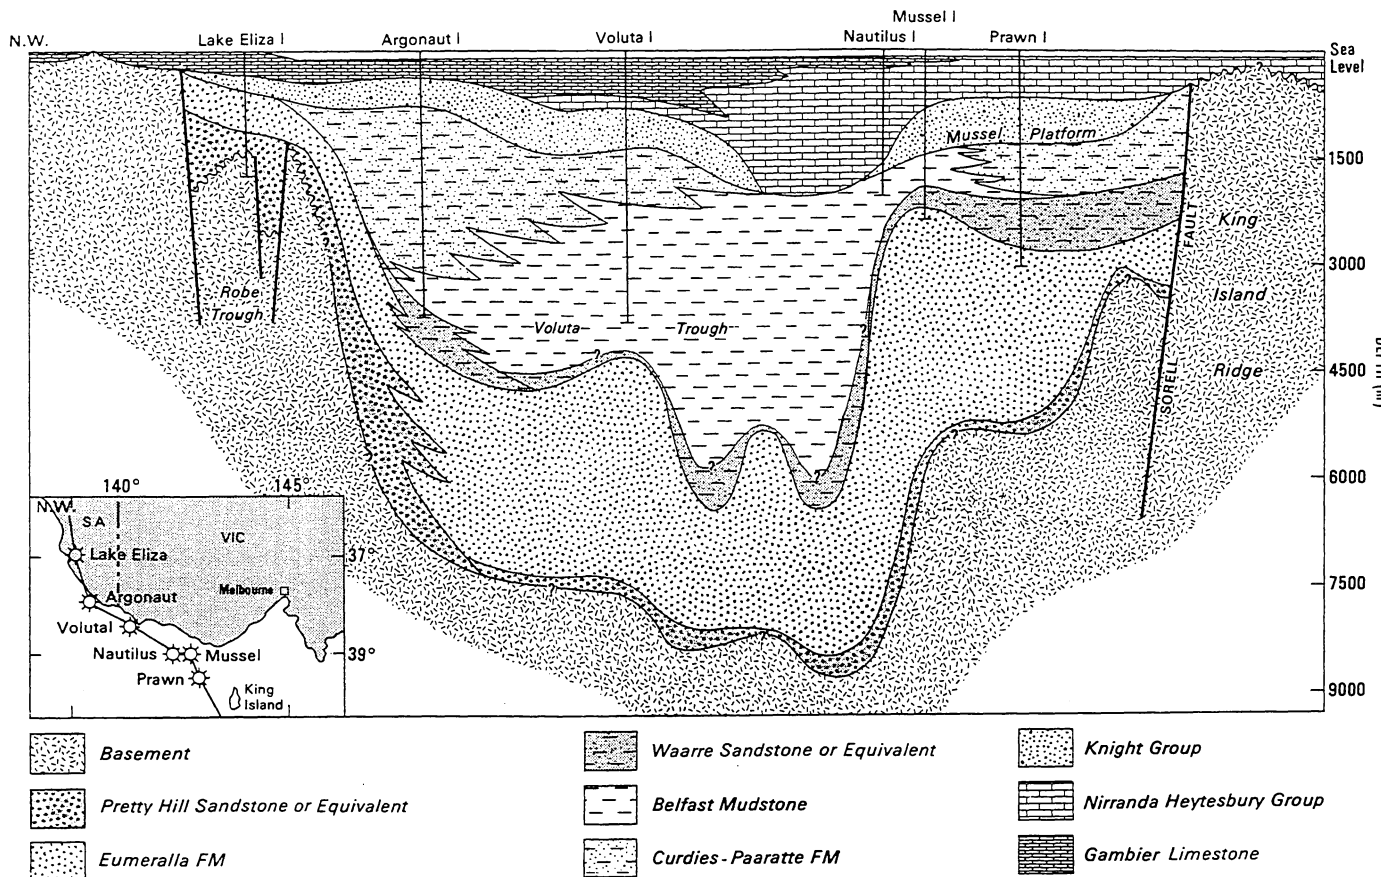 Mussel I
N.W.
Lake Eliza I
Argonaut I
Voluta I
Nautilus I
Prawn I
Sea
Level
Mussel Platform
1500
King
FAULT
3000
Robe
Trough
Island
Voluta Trough
?
?
4500
Ridge
SORELL
?
?
6000
140°
145°
N.W.
S.A
VIC
Lake Eliza
37°
7500
Melbourne
Argonaut
Volutal
Nautilus
Mussel
39°
Prawn
King
Island
9000
Basement
Waarre Sandstone or Equivalent
Knight Group
Pretty Hill Sandstone or Equivalent
Belfast Mudstone
Nirranda Heytesbury Group
Eumeralla FM
Curdies-Paaratte FM
Gambier Limestone